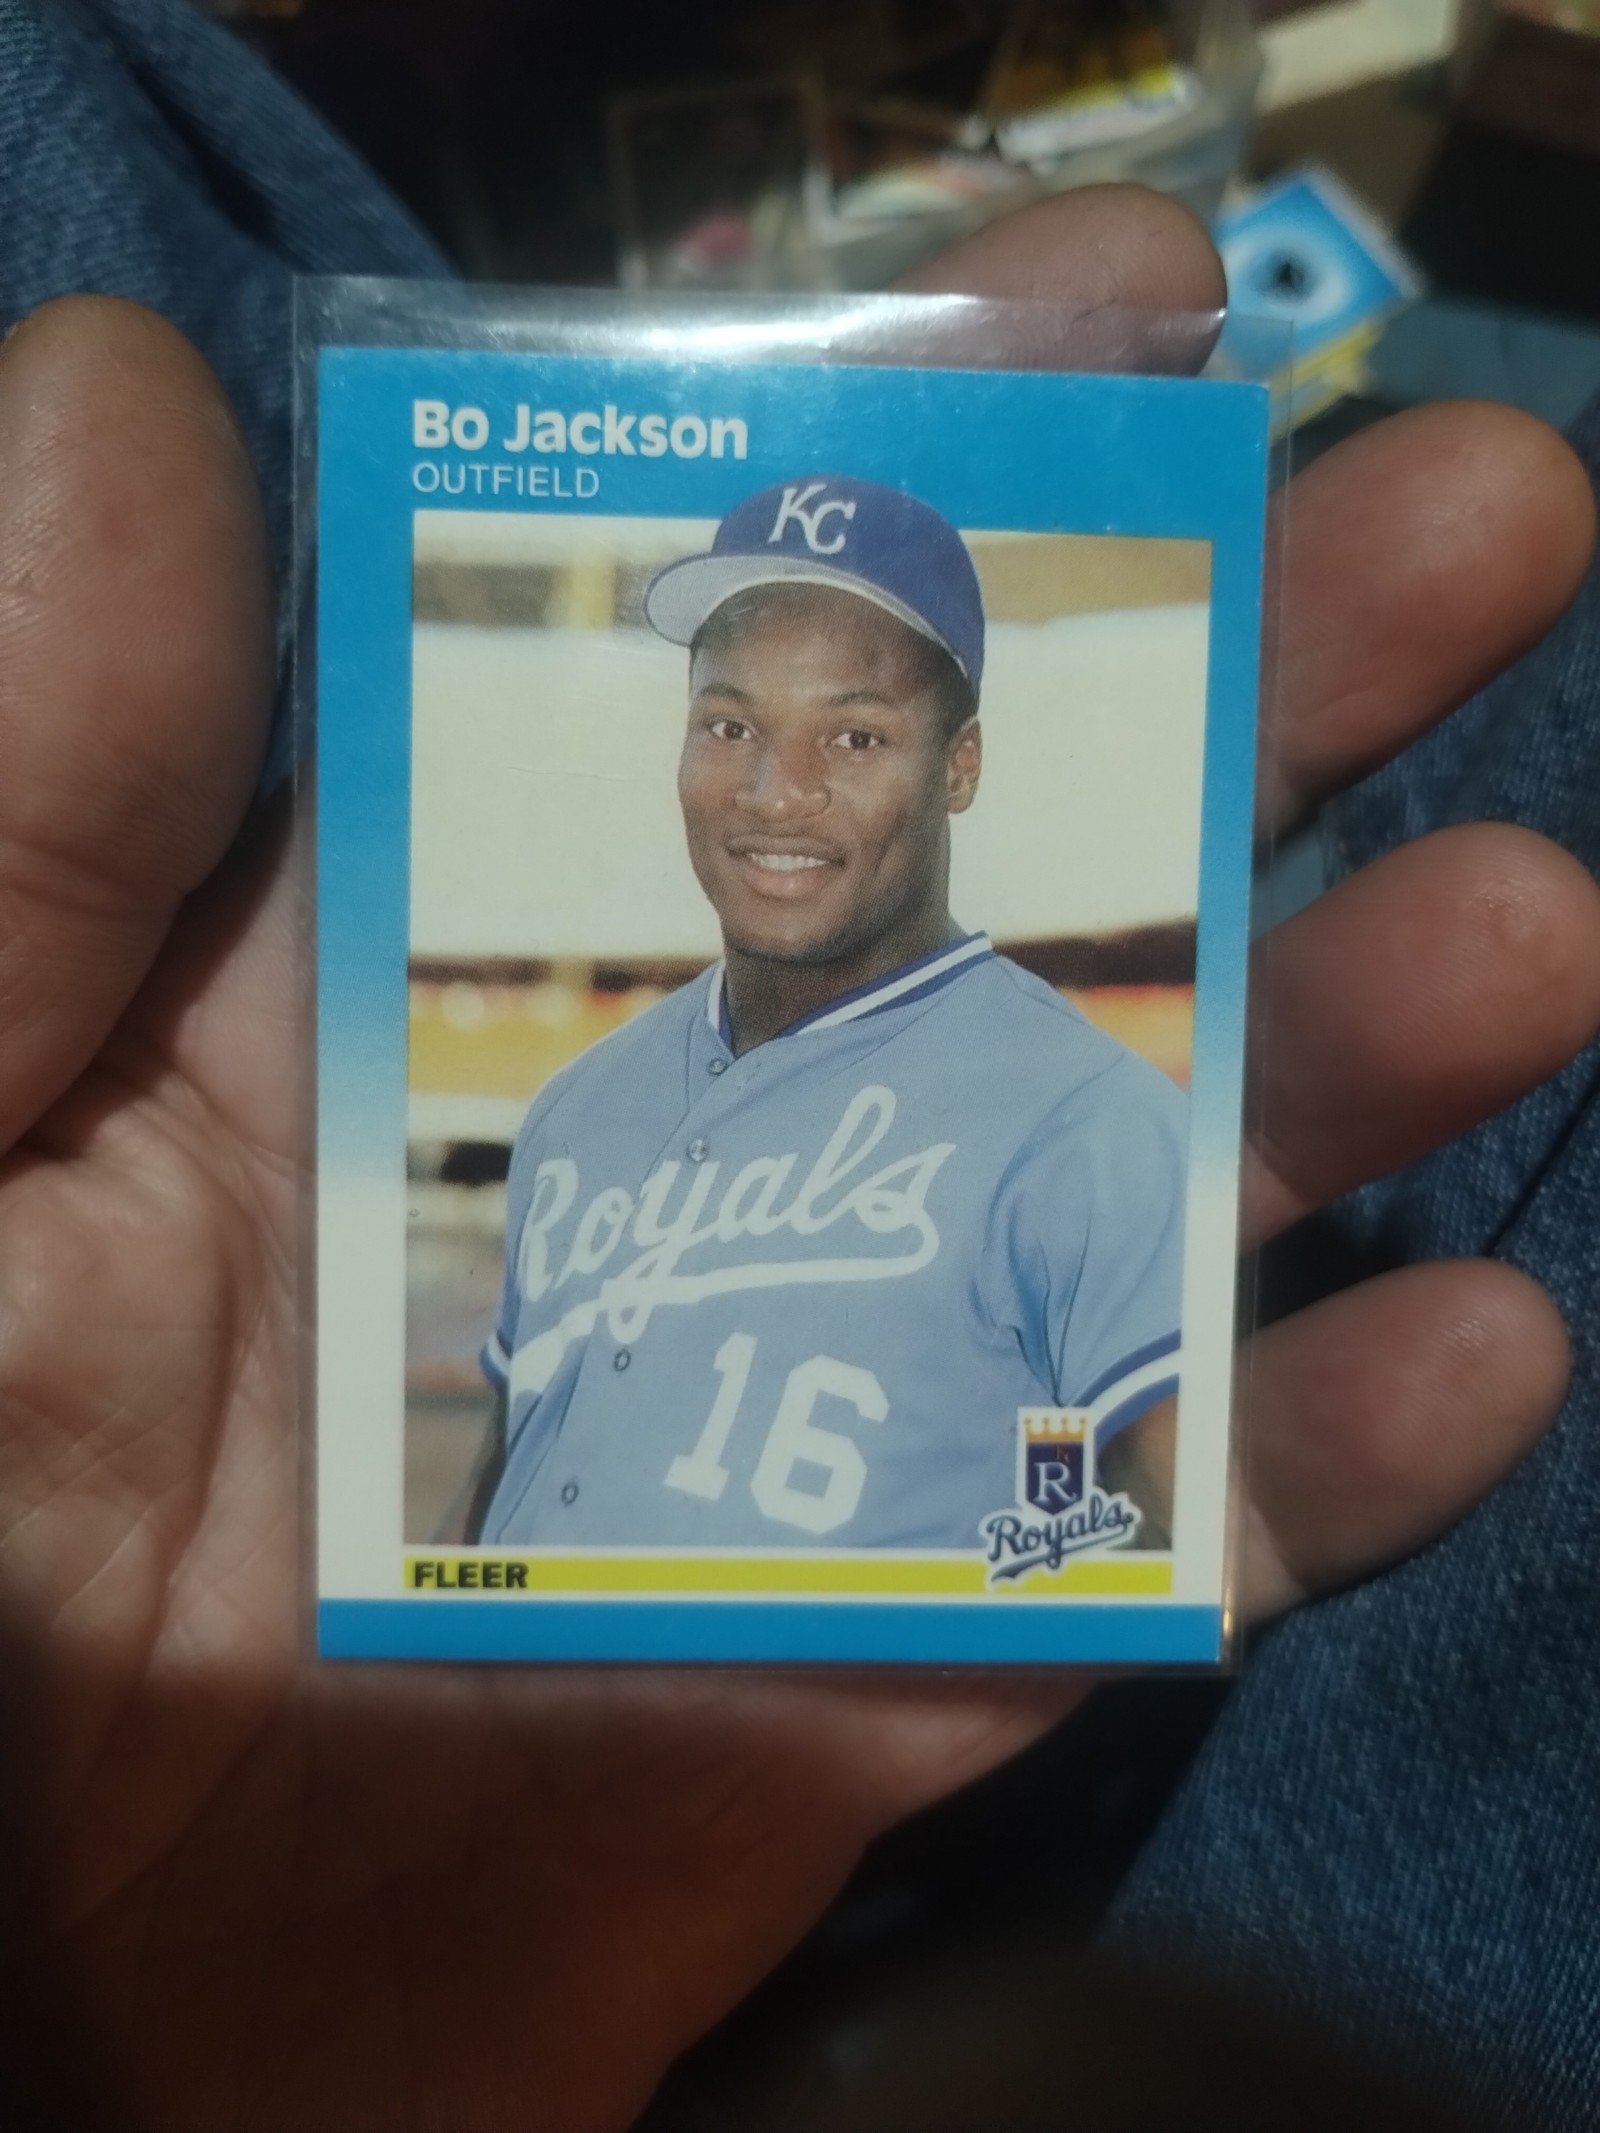 Bo Jackson
OUTFIELD
KC
Royals
16
R
Royals
FLEER